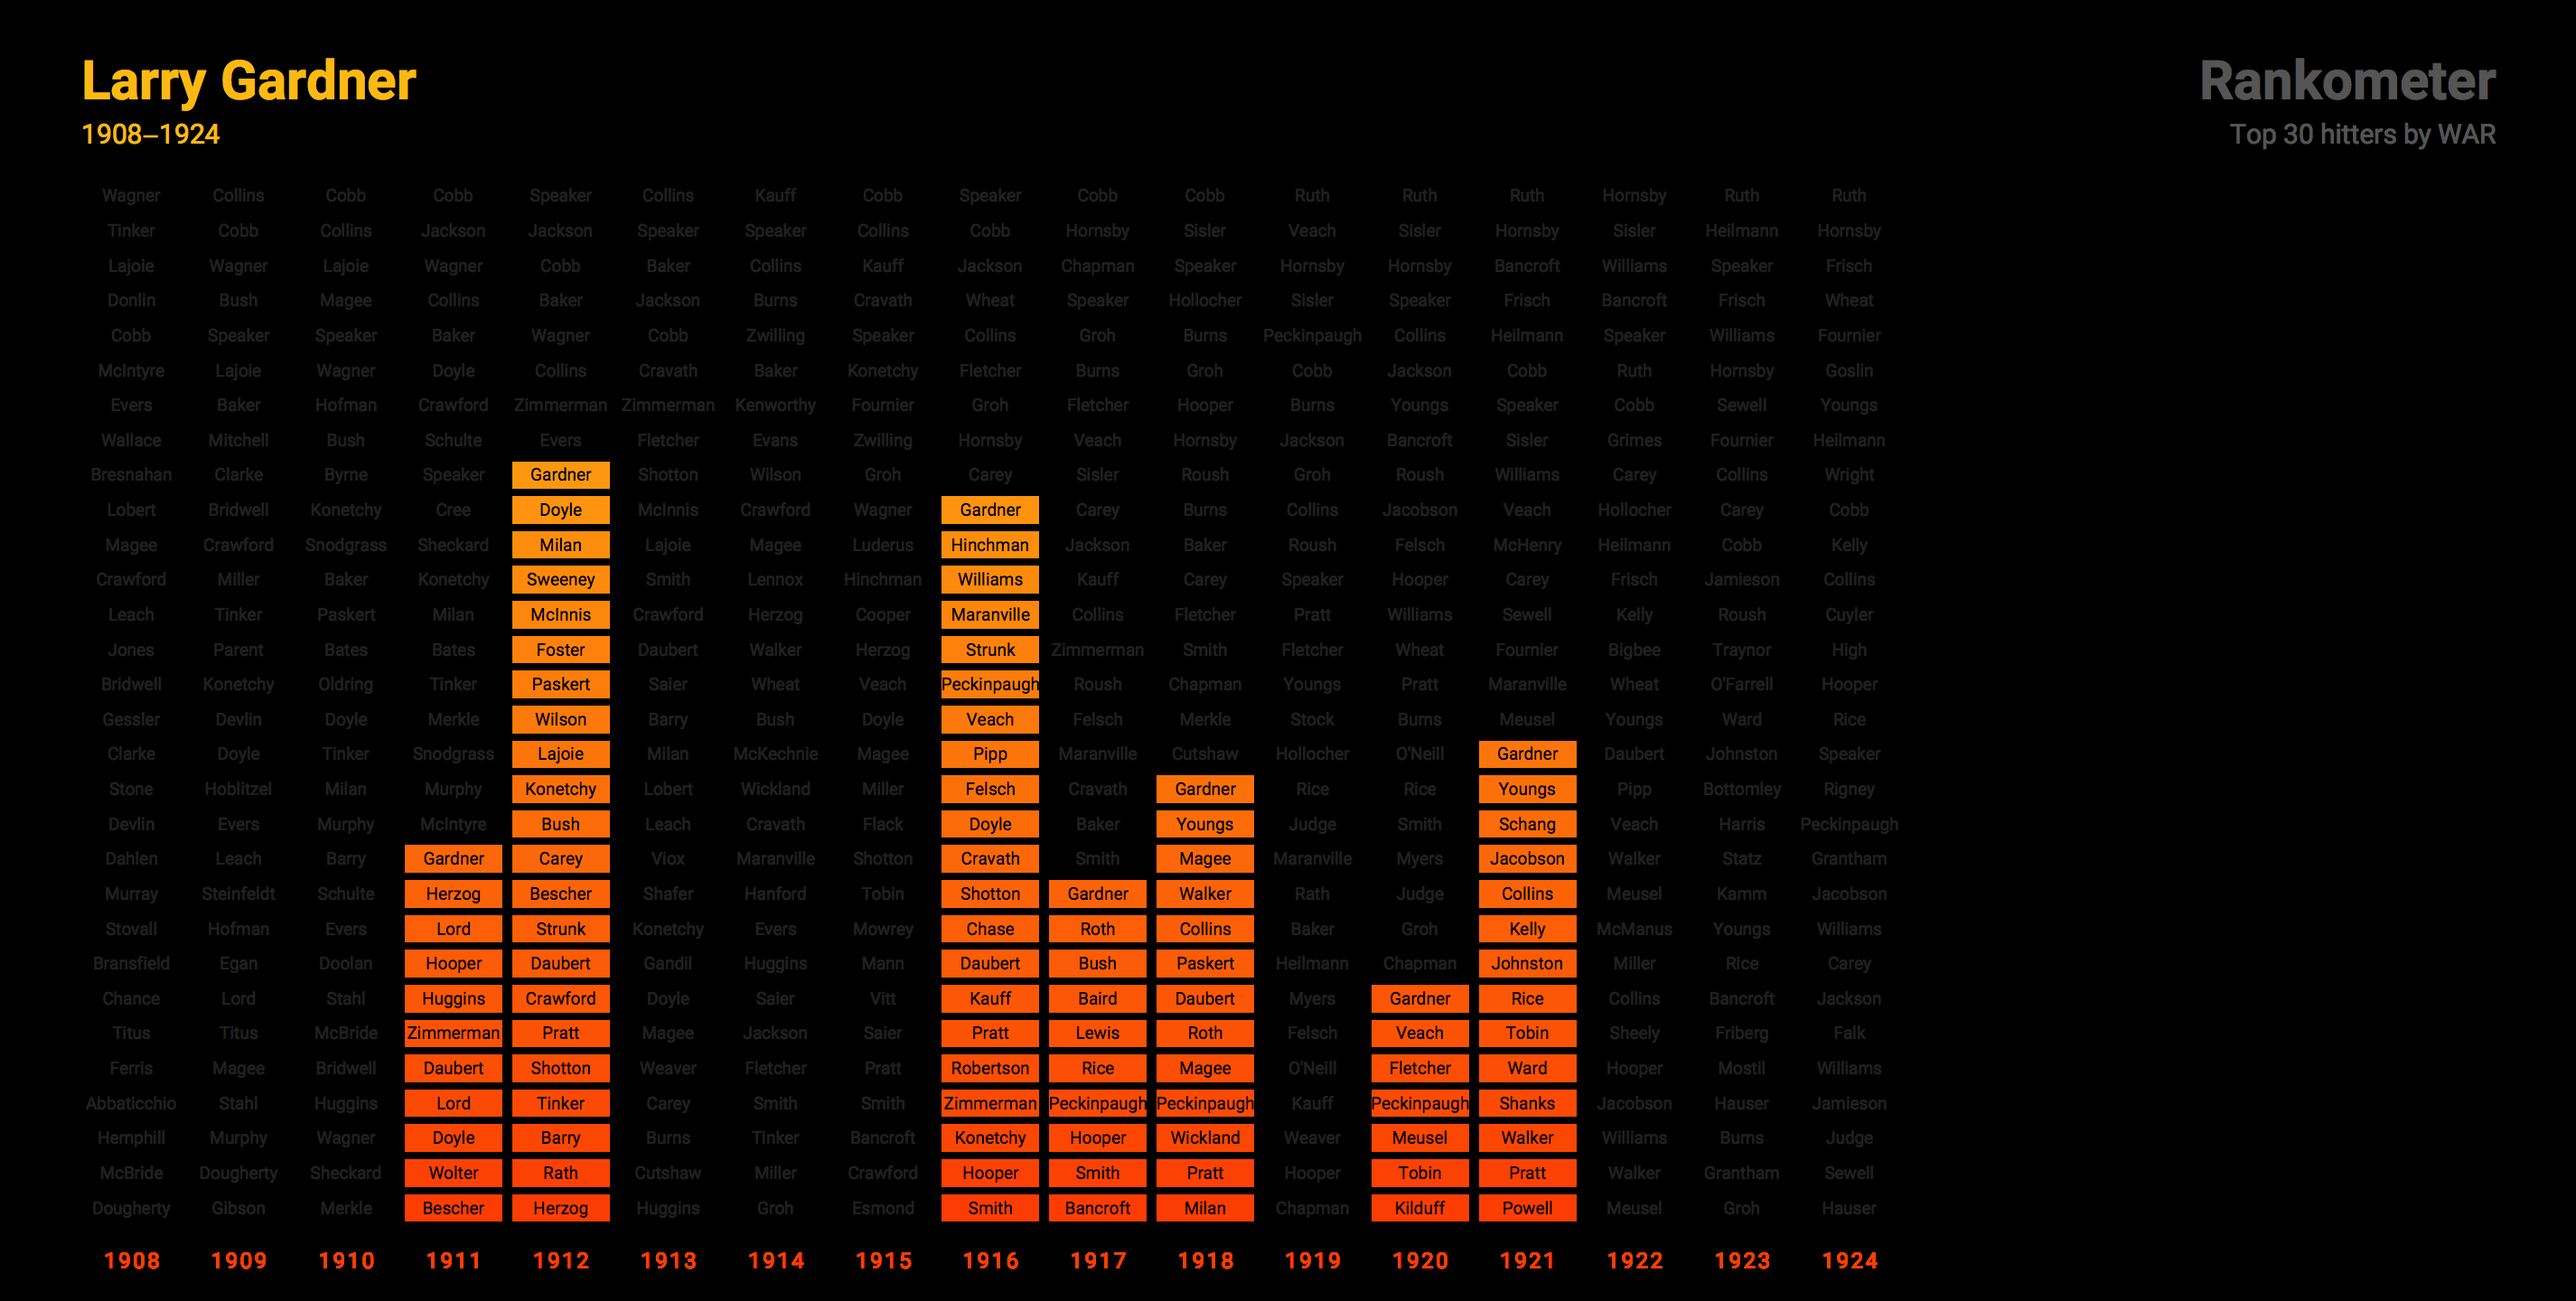 Larry Gardner
1908–1924
Rankometer
Top 30 hitters by WAR
Wagner Collins Cobb Cobb Speaker Collins Kauff Cobb Speaker Cobb Cobb Ruth Ruth Ruth Hornsby Ruth Ruth
Tinker Cobb Collins Jackson Jackson Speaker Speaker Collins Cobb Hornsby Sisler Veach Sisler Hornsby Sisler Heilmann Hornsby
Lajoie Wagner Lajoie Wagner Cobb Baker Collins Kauff Jackson Chapman Speaker Hornsby Hornsby Bancroft Williams Speaker Frisch
Donlin Bush Magee Collins Baker Jackson Burns Cravath Wheat Speaker Hollocher Sisler Speaker Frisch Bancroft Frisch Wheat
Cobb Speaker Speaker Baker Wagner Cobb Zwilling Speaker Collins Groh Burns Peckinpaugh Collins Heilmann Speaker Williams Fournier
McIntyre Lajoie Wagner Doyle Collins Cravath Baker Konetchy Fletcher Burns Groh Cobb Jackson Cobb Ruth Hornsby Goslin
Evers Baker Hofman Crawford Zimmerman Zimmerman Kenworthy Fournier Groh Fletcher Hooper Burns Youngs Speaker Cobb Sewell Youngs
Wallace Mitchell Bush Schulte Evers Fletcher Evans Zwilling Hornsby Veach Hornsby Jackson Bancroft Sisler Grimes Fournier Heilmann
Bresnahan Clarke Byrne Speaker Gardner Shotton Wilson Groh Carey Sisler Roush Groh Roush Williams Carey Collins Wright
Lobert Bridwell Konetchy Cree Doyle McInnis Crawford Wagner Gardner Carey Burns Collins Jacobson Veach Hollocher Carey Cobb
Magee Crawford Snodgrass Sheckard Milan Lajoie Magee Luderus Hinchman Jackson Baker Roush Felsch McHenry Heilmann Cobb Kelly
Crawford Miller Baker Konetchy Sweeney Smith Lennox Hinchman Williams Kauff Carey Speaker Hooper Carey Frisch Jamieson Collins
Leach Tinker Paskert Milan McInnis Crawford Herzog Cooper Maranville Collins Fletcher Pratt Williams Sewell Kelly Roush Cuyler
Jones Parent Bates Bates Foster Daubert Walker Herzog Strunk Zimmerman Smith Fletcher Wheat Fournier Bigbee Traynor High
Bridwell Konetchy Oldring Tinker Paskert Saier Wheat Veach Peckinpaugh Roush Chapman Youngs Pratt Maranville Wheat O'Farrell Hooper
Gessler Devlin Doyle Merkle Wilson Barry Bush Doyle Veach Felsch Merkle Stock Burns Meusel Youngs Ward Rice
Clarke Doyle Tinker Snodgrass Lajoie Milan McKechnie Magee Pipp Maranville Cutshaw Hollocher O'Neill Gardner Daubert Johnston Speaker
Stone Hoblitzel Milan Murphy Konetchy Lobert Wickland Miller Felsch Cravath Gardner Rice Rice Youngs Pipp Bottomley Rigney
Devlin Evers Murphy McIntyre Bush Leach Cravath Flack Doyle Baker Youngs Judge Smith Schang Veach Harris Peckinpaugh
Dahlen Leach Barry Gardner Carey Viox Maranville Shotton Cravath Smith Magee Maranville Myers Jacobson Walker Statz Grantham
Murray Steinfeldt Schulte Herzog Bescher Shafer Hanford Tobin Shotton Gardner Walker Rath Judge Collins Meusel Kamm Jacobson
Stovall Hofman Evers Lord Strunk Konetchy Evers Mowrey Chase Roth Collins Baker Groh Kelly McManus Youngs Williams
Bransfield Egan Doolan Hooper Daubert Gandil Huggins Mann Daubert Bush Paskert Heilmann Chapman Johnston Miller Rice Carey
Chance Lord Stahl Huggins Crawford Doyle Saier Vitt Kauff Baird Daubert Myers Gardner Rice Collins Bancroft Jackson
Titus Titus McBride Zimmerman Pratt Magee Jackson Saier Pratt Lewis Roth Felsch Veach Tobin Sheely Friberg Falk
Ferris Magee Bridwell Daubert Shotton Weaver Fletcher Pratt Robertson Rice Magee O'Neill Fletcher Ward Hooper Mostil Williams
Abbaticchio Stahl Huggins Lord Tinker Carey Smith Smith Zimmerman Peckinpaugh Peckinpaugh Kauff Peckinpaugh Shanks Jacobson Hauser Jamieson
Hemphill Murphy Wagner Doyle Barry Burns Tinker Bancroft Konetchy Hooper Wickland Weaver Meusel Walker Williams Burns Judge
McBride Dougherty Sheckard Wolter Rath Cutshaw Miller Crawford Hooper Smith Pratt Hooper Tobin Pratt Walker Grantham Sewell
Dougherty Gibson Merkle Bescher Herzog Huggins Groh Esmond Smith Bancroft Milan Chapman Kilduff Powell Meusel Groh Hauser
1908 1909 1910 1911 1912 1913 1914 1915 1916 1917 1918 1919 1920 1921 1922 1923 1924